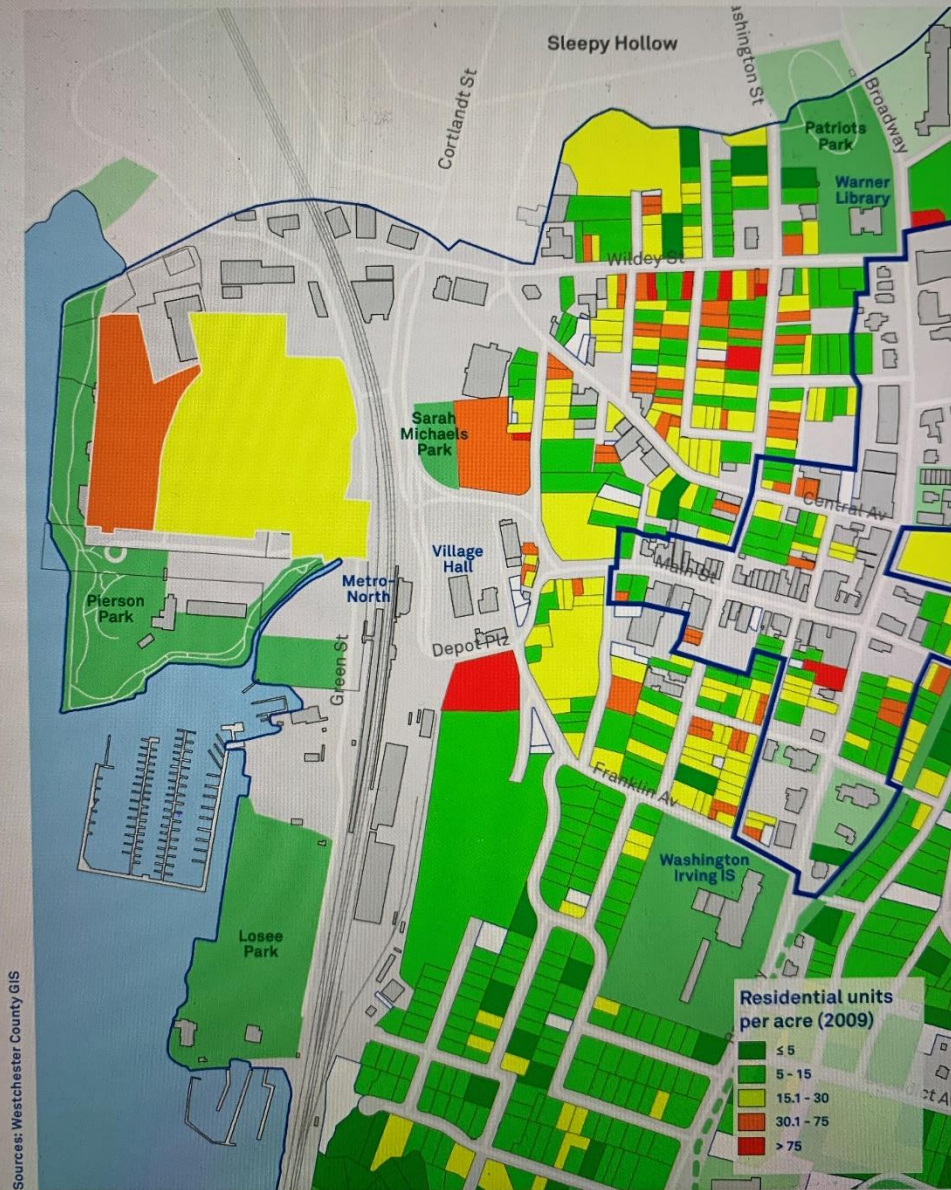 Sleepy Hollow
ashington St
Cortlandt St
Broadway
Patriots
Park
Warner
Library
Wildey St
Sarah
Michaels
Park
Central Av
Main St
Village
Hall
Metro-
North
Pierson
Park
Depot Plz
Green St
Franklin Av
Washington
Irving IS
Losee
Park
Residential units
per acre (2009)
≤ 5
5 - 15
15.1 - 30
30.1 - 75
> 75
Sources: Westchester County GIS